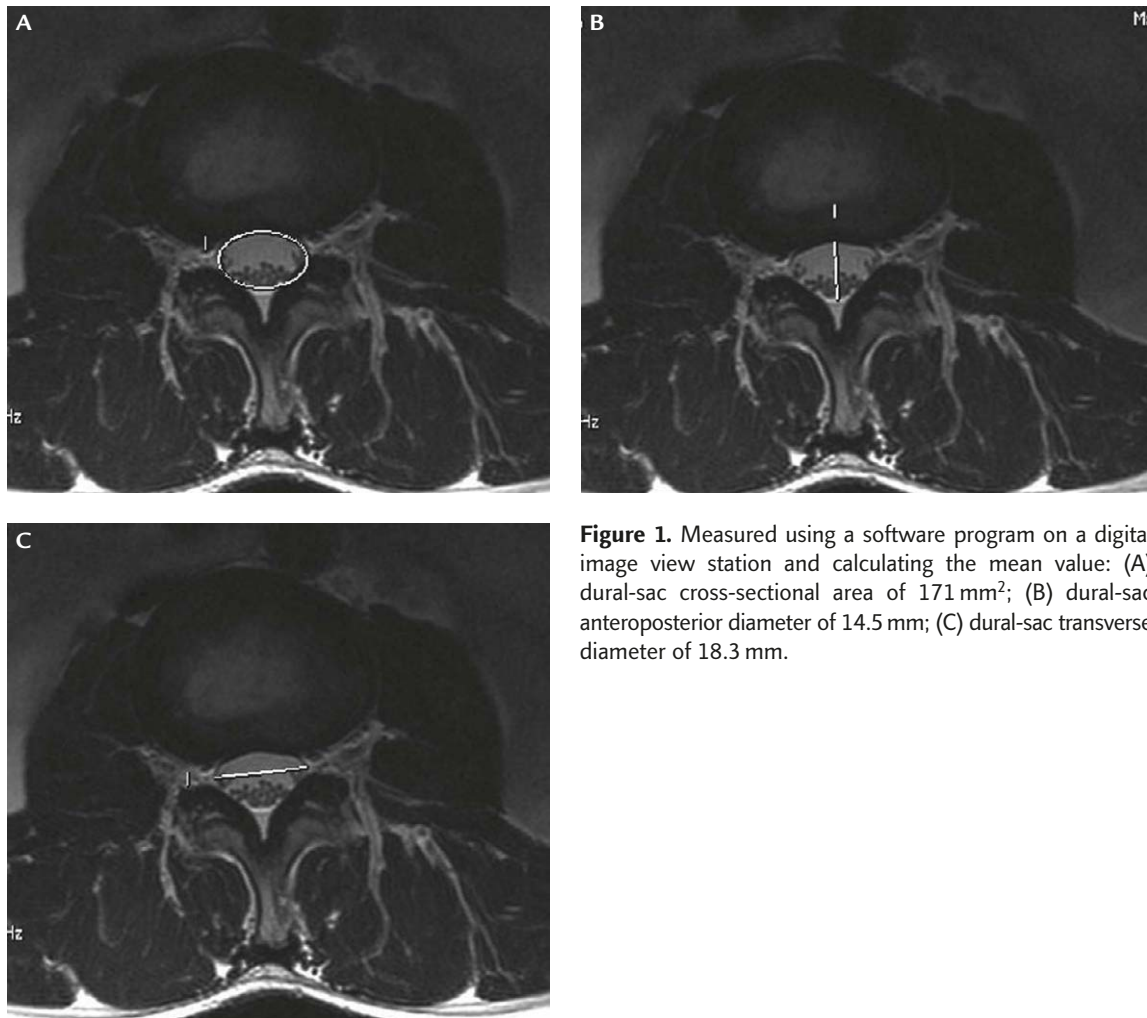 A
B
M
Hz
Hz
Figure 1. Measured using a software program on a digital
image view station and calculating the mean value: (A)
dural-sac cross-sectional area of 171 mm²; (B) dural-sac
anteroposterior diameter of 14.5 mm; (C) dural-sac transverse
diameter of 18.3 mm.
C
Hz